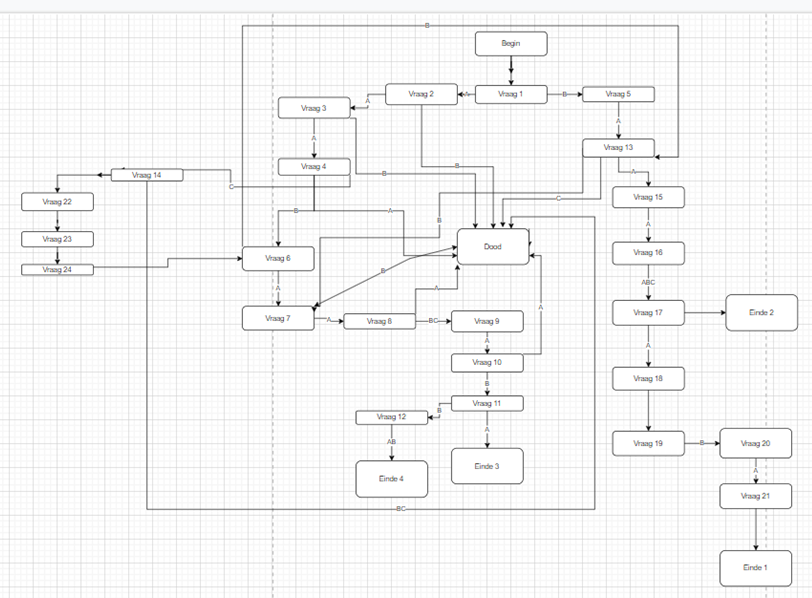 B
Begin
Vraag 2
A
Vraag 1
B
Vraag 5
Vraag 3
A
A
A
Vraag 13
Vraag 4
B
B
A
Vraag 14
C
C
Vraag 15
Vraag 22
B
A
B
A
Vraag 23
Dood
Vraag 16
Vraag 24
Vraag 6
B
A
A
ABC
Vraag 7
A
Vraag 8
BC
Vraag 9
A
Vraag 17
Einde 2
A
A
Vraag 10
B
Vraag 18
Vraag 11
B
Vraag 12
A
AB
Vraag 19
B
Vraag 20
Einde 3
A
Einde 4
Vraag 21
BC
Einde 1